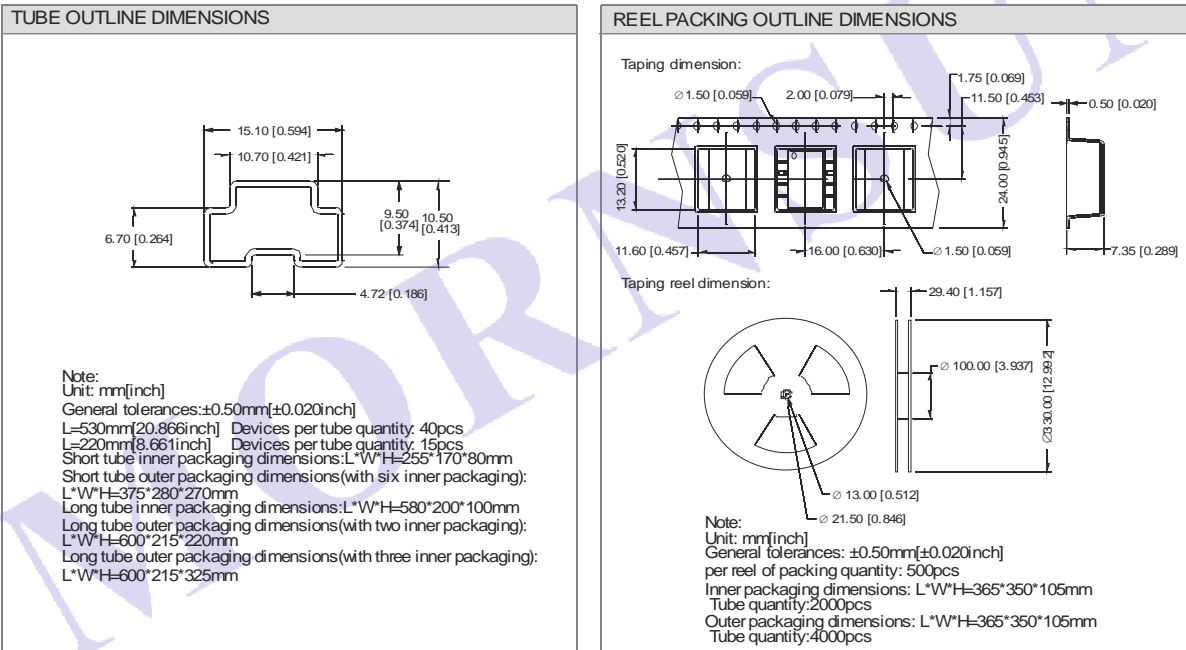 TUBE OUTLINE DIMENSIONS
15.10 [0.594]
10.70 [0.421]
6.70 [0.264]
9.50
[0.374]
10.50
[0.413]
4.72 [0.186]
Note:
Unit: mm[inch]
General tolerances:±0.50mm[±0.020inch]
L=530mm[20.866inch] Devices per tube quantity: 40pcs
L=220mm[8.661inch] Devices per tube quantity: 15pcs
Short tube inner packaging dimensions:L*W*H=255*170*80mm
Short tube outer packaging dimensions(with six inner packaging):
L*W*H=375*280*270mm
Long tube inner packaging dimensions:L*W*H=580*200*100mm
Long tube outer packaging dimensions(with two inner packaging):
L*W*H=600*215*220mm
Long tube outer packaging dimensions(with three inner packaging):
L*W*H=600*215*325mm
REEL PACKING OUTLINE DIMENSIONS
Taping dimension:
1.75 [0.069]
∅1.50 [0.059]
2.00 [0.079]
11.50 [0.453]
0.50 [0.020]
13.20 [0.520]
24.00 [0.945]
11.60 [0.457]
16.00 [0.630]
∅1.50 [0.059]
7.35 [0.289]
Taping reel dimension:
29.40 [1.157]
∅ 100.00 [3.937]
∅330.00 [12.992]
∅ 13.00 [0.512]
∅ 21.50 [0.846]
Note:
Unit: mm[inch]
General tolerances: ±0.50mm[±0.020inch]
per reel of packing quantity: 500pcs
Inner packaging dimensions: L*W*H=365*350*105mm
Tube quantity:2000pcs
Outer packaging dimensions: L*W*H=365*350*105mm
Tube quantity:4000pcs
MORNSUN